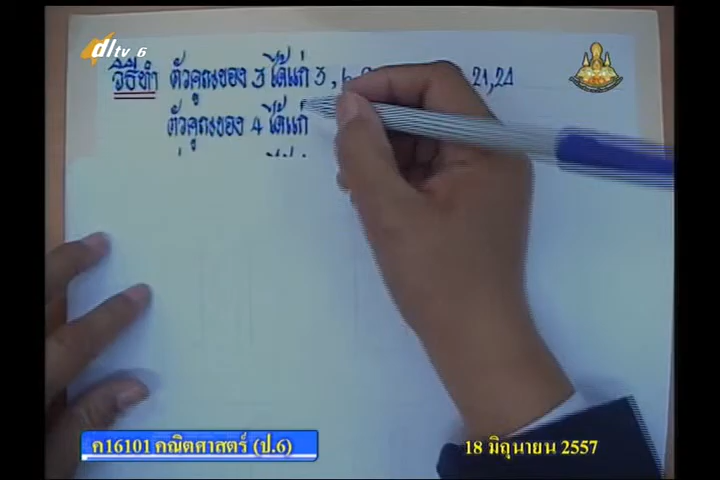 dltv 6
วิธีทำ ตัวคูณของ 3 ได้แก่ 3, 6 21, 24
ตัวคูณของ 4 ได้แก่
ค16101 คณิตศาสตร์ (ป.6)
18 มิถุนายน 2557